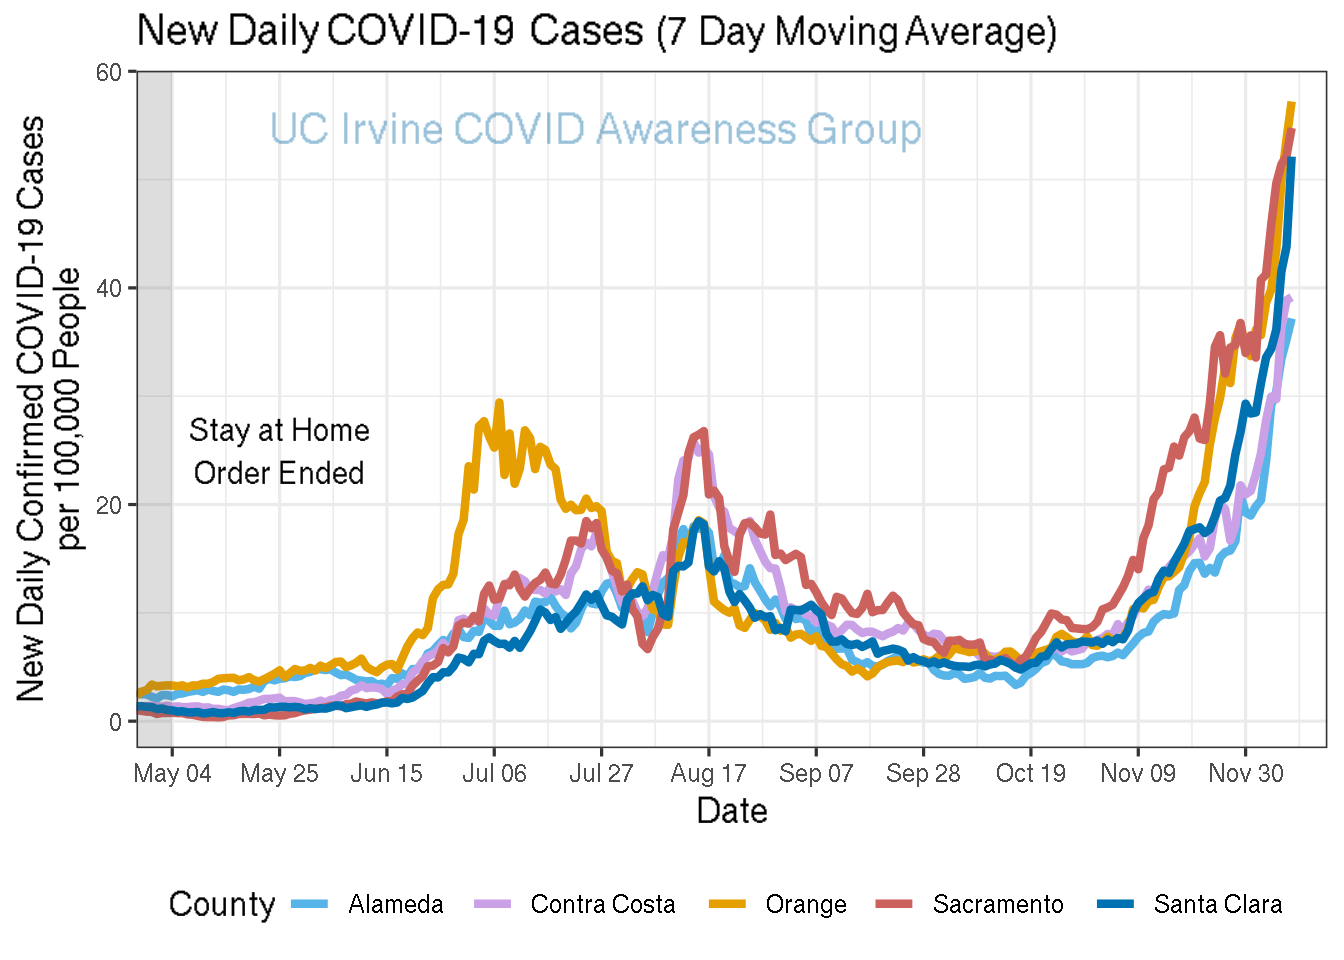 New Daily COVID-19 Cases (7 Day Moving Average)
UC Irvine COVID Awareness Group
New Daily Confirmed COVID-19 Cases
per 100,000 People
60
40
20
0
Stay at Home
Order Ended
May 04 May 25 Jun 15 Jul 06 Jul 27 Aug 17 Sep 07 Sep 28 Oct 19 Nov 09 Nov 30
Date
County Alameda Contra Costa Orange Sacramento Santa Clara